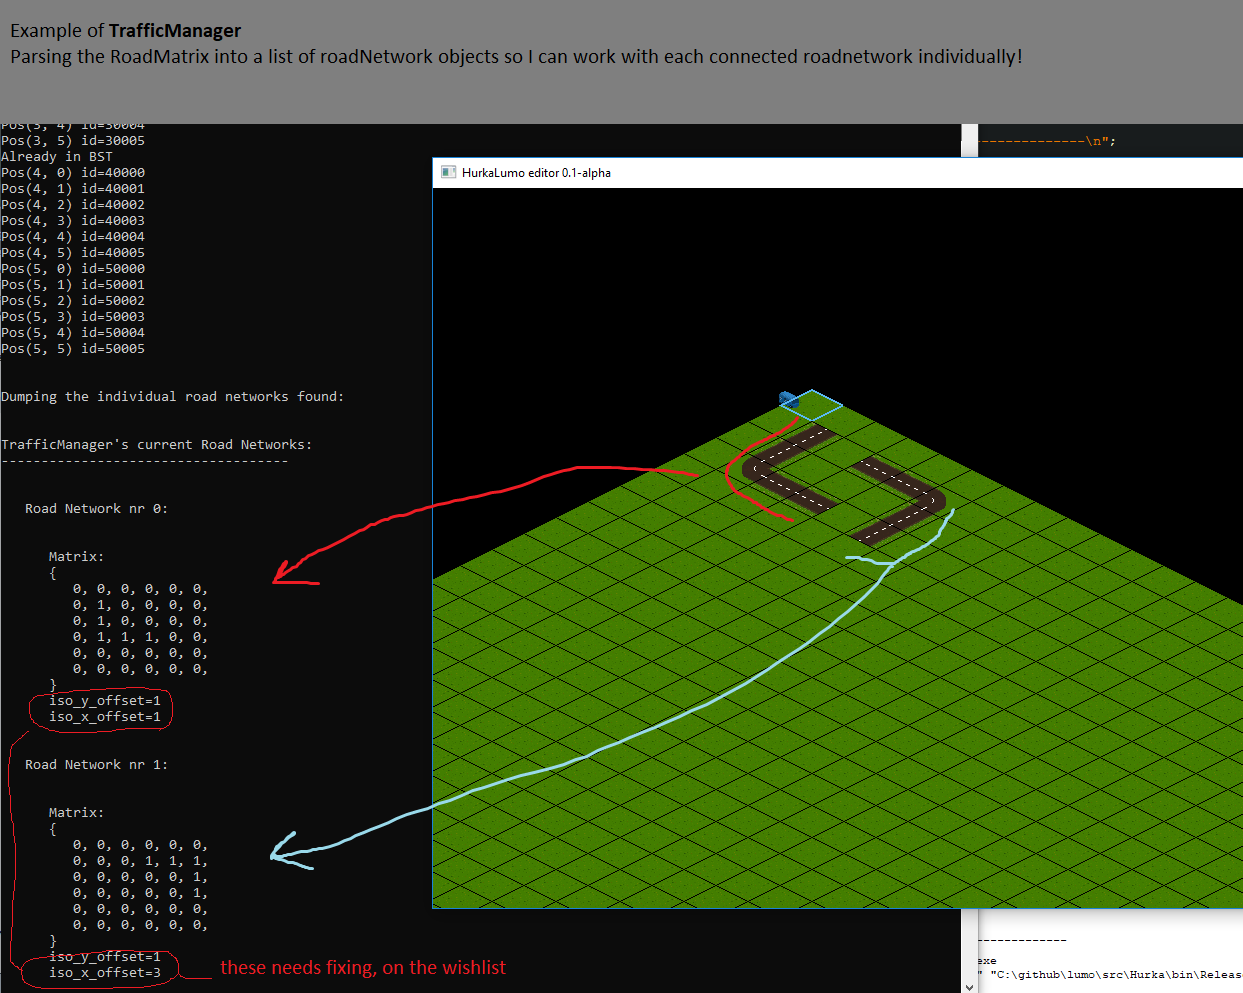 Example of TrafficManager
Parsing the RoadMatrix into a list of roadNetwork objects so I can work with each connected roadnetwork individually!
Pos(3, 4) id=30004
Pos(3, 5) id=30005
Already in BST
Pos(4, 0) id=40000
Pos(4, 1) id=40001
Pos(4, 2) id=40002
Pos(4, 3) id=40003
Pos(4, 4) id=40004
Pos(4, 5) id=40005
Pos(5, 0) id=50000
Pos(5, 1) id=50001
Pos(5, 2) id=50002
Pos(5, 3) id=50003
Pos(5, 4) id=50004
Pos(5, 5) id=50005
Dumping the individual road networks found:
TrafficManager's current Road Networks:
------------------------------------
Road Network nr 0:
Matrix:
{
0, 0, 0, 0, 0, 0,
0, 1, 0, 0, 0, 0,
0, 1, 0, 0, 0, 0,
0, 1, 1, 1, 0, 0,
0, 0, 0, 0, 0, 0,
0, 0, 0, 0, 0, 0,
}
iso_y_offset=1
iso_x_offset=1
Road Network nr 1:
Matrix:
{
0, 0, 0, 0, 0, 0,
0, 0, 0, 1, 1, 1,
0, 0, 0, 0, 0, 1,
0, 0, 0, 0, 0, 1,
0, 0, 0, 0, 0, 0,
0, 0, 0, 0, 0, 0,
}
iso_y_offset=1
iso_x_offset=3
these needs fixing, on the wishlist
--------------\n";
HurkaLumo editor 0.1-alpha
-------------
exe
" "C:\github\lumo\src\Hurka\bin\Releas